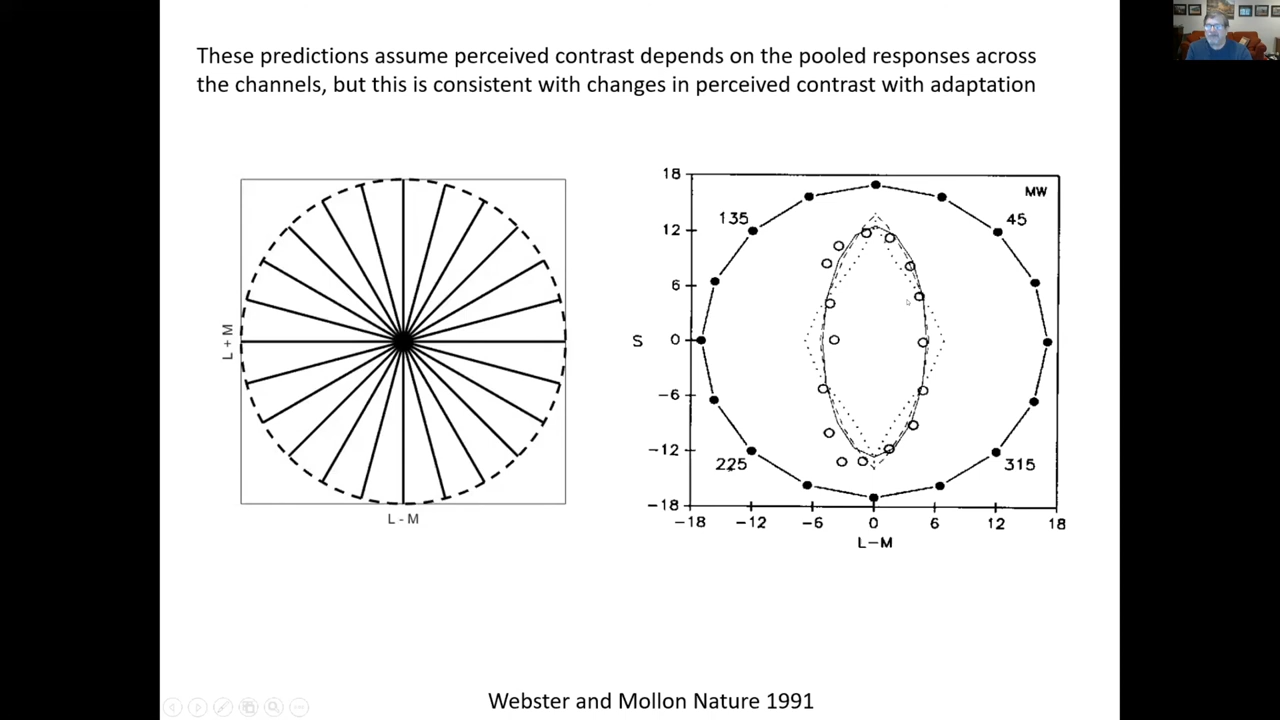 These predictions assume perceived contrast depends on the pooled responses across
the channels, but this is consistent with changes in perceived contrast with adaptation
L + M
L - M
18
12
6
0
−6
−12
−18
S
MW
135
45
225
315
−18
−12
−6
0
6
12
18
L−M
Webster and Mollon Nature 1991